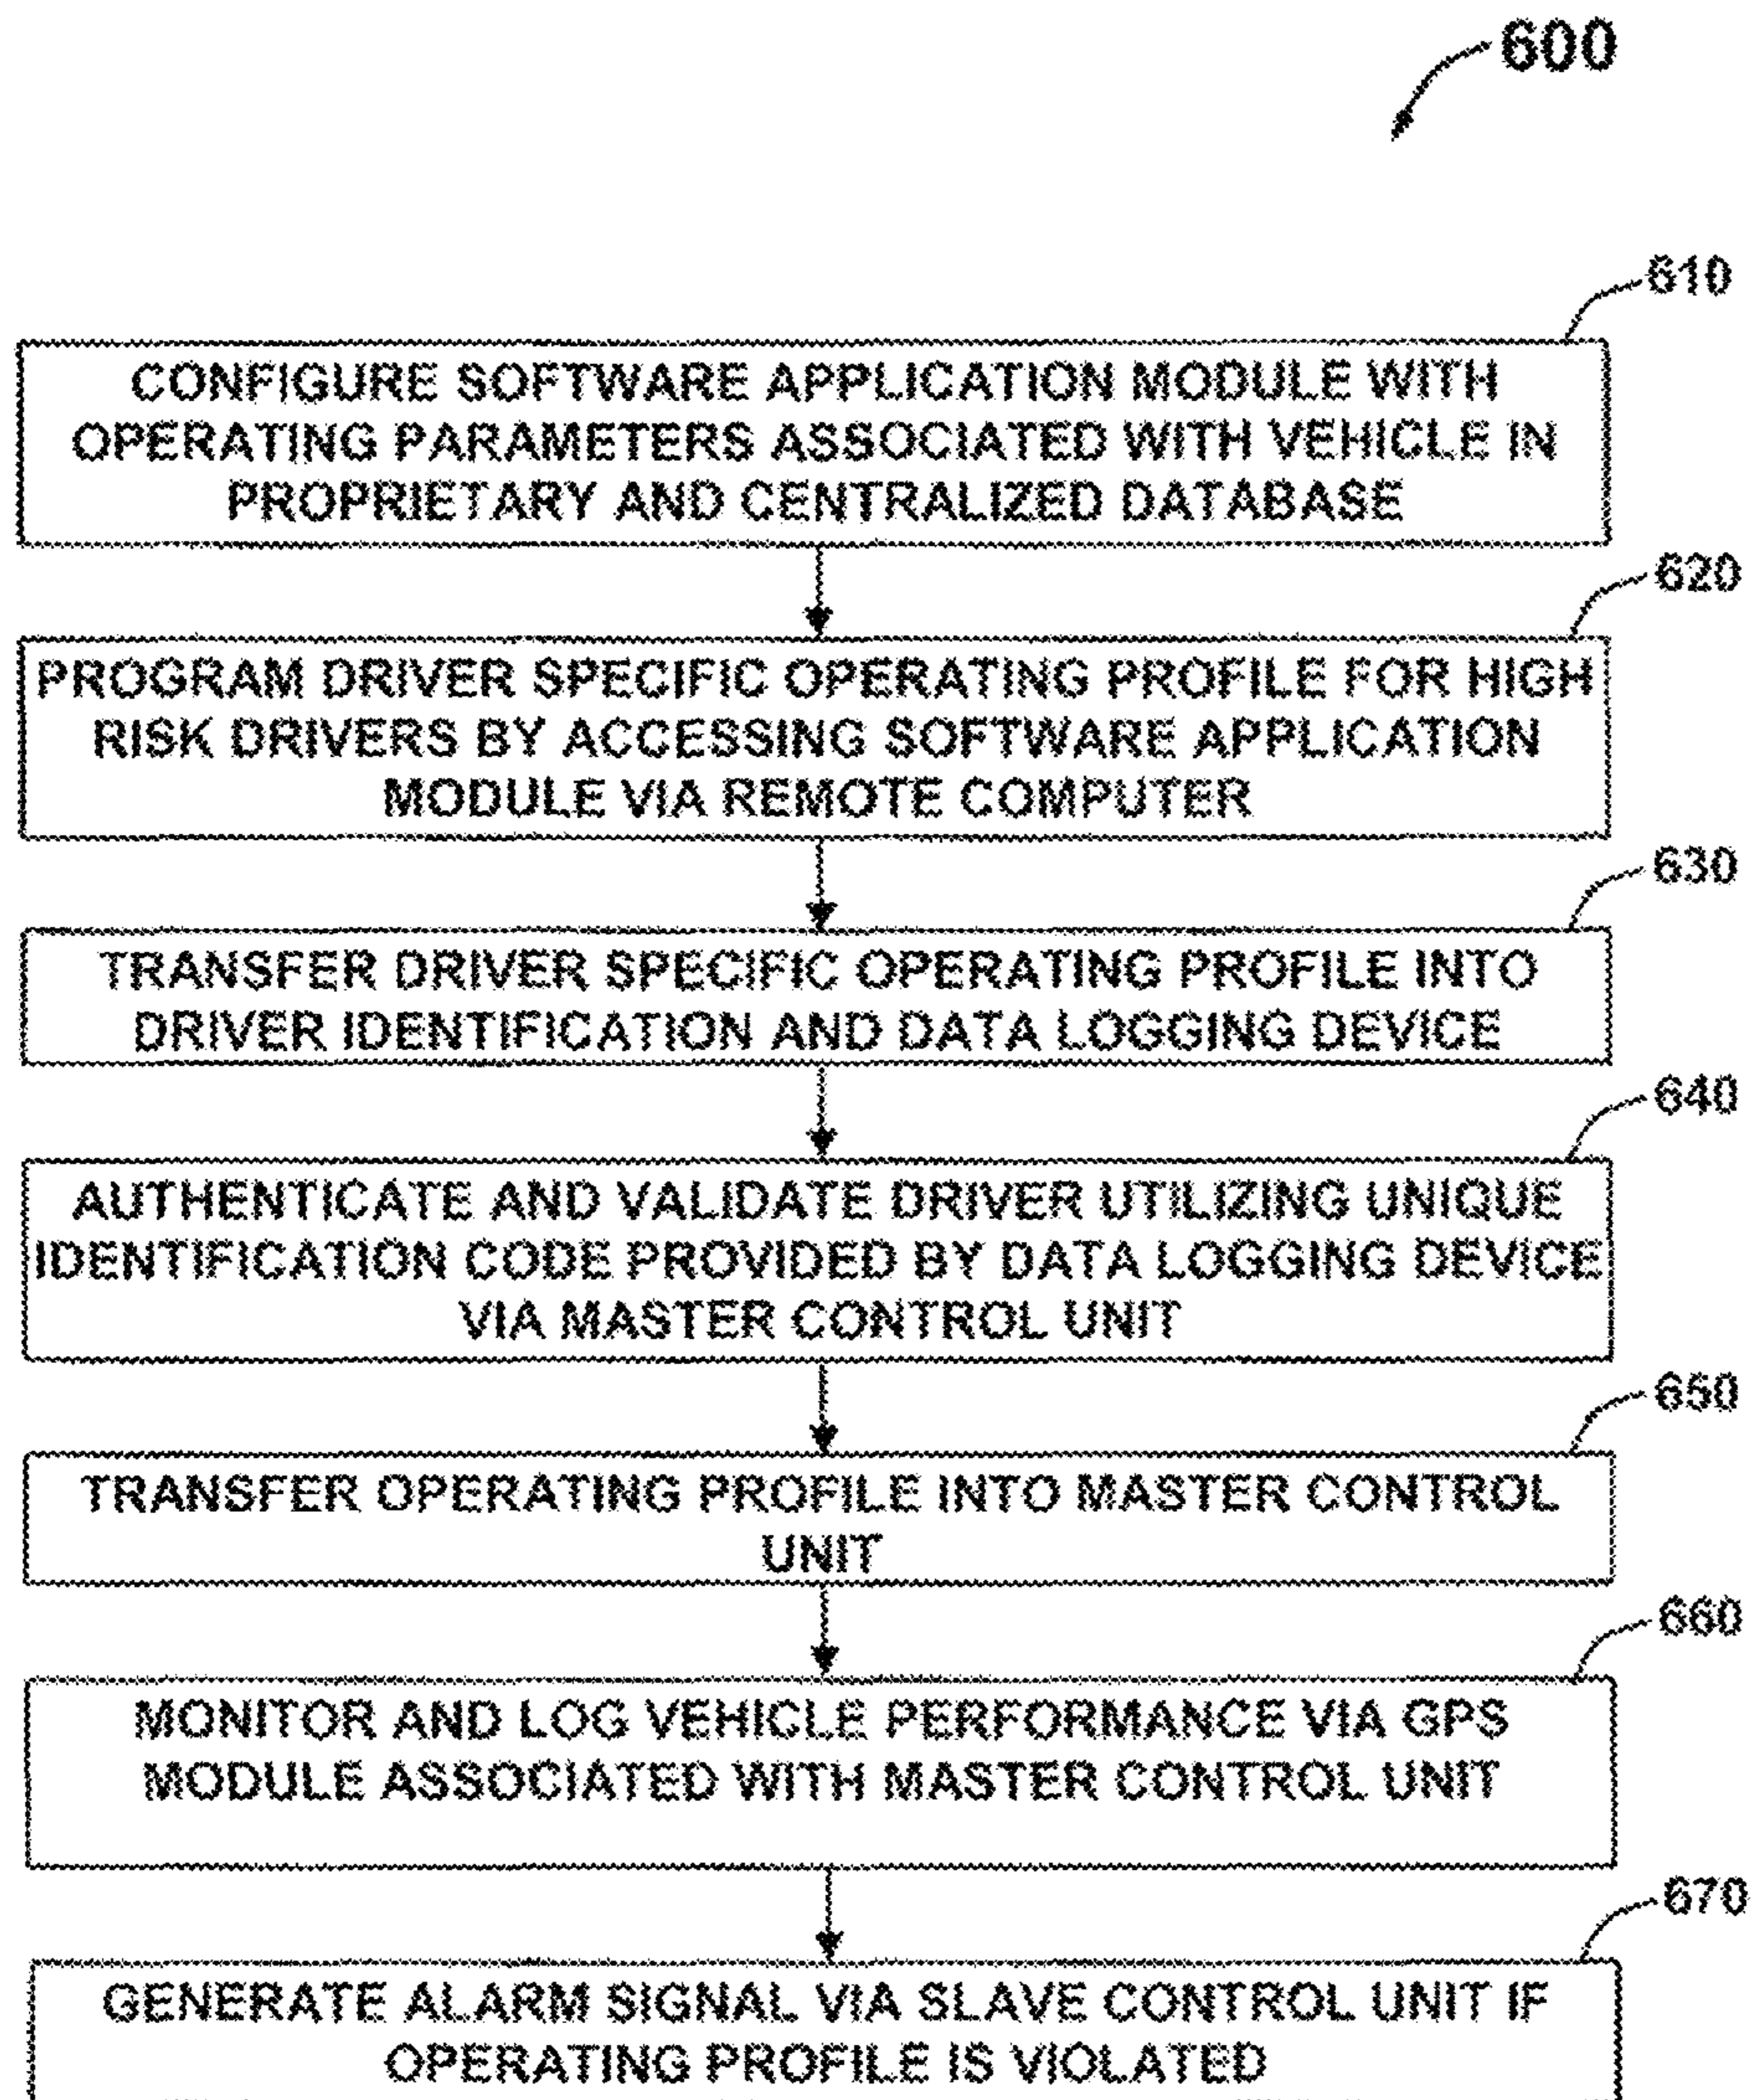 600
610
CONFIGURE SOFTWARE APPLICATION MODULE WITH
OPERATING PARAMETERS ASSOCIATED WITH VEHICLE IN
PROPRIETARY AND CENTRALIZED DATABASE
620
PROGRAM DRIVER SPECIFIC OPERATING PROFILE FOR HIGH
RISK DRIVERS BY ACCESSING SOFTWARE APPLICATION
MODULE VIA REMOTE COMPUTER
630
TRANSFER DRIVER SPECIFIC OPERATING PROFILE INTO
DRIVER IDENTIFICATION AND DATA LOGGING DEVICE
640
AUTHENTICATE AND VALIDATE DRIVER UTILIZING UNIQUE
IDENTIFICATION CODE PROVIDED BY DATA LOGGING DEVICE
VIA MASTER CONTROL UNIT
650
TRANSFER OPERATING PROFILE INTO MASTER CONTROL
UNIT
660
MONITOR AND LOG VEHICLE PERFORMANCE VIA GPS
MODULE ASSOCIATED WITH MASTER CONTROL UNIT
670
GENERATE ALARM SIGNAL VIA SLAVE CONTROL UNIT IF
OPERATING PROFILE IS VIOLATED